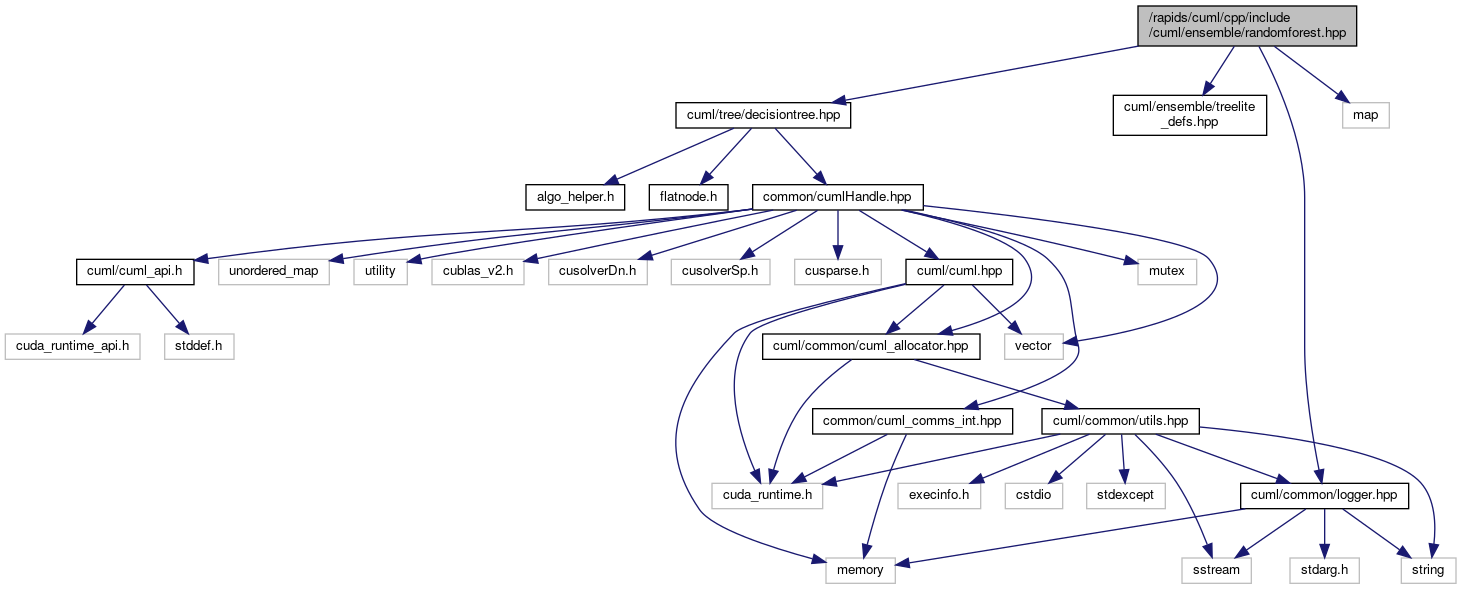 /rapids/cuml/cpp/include
/cuml/ensemble/randomforest.hpp
cuml/tree/decisiontree.hpp
cuml/ensemble/treelite
_defs.hpp
map
algo_helper.h
flatnode.h
common/cumlHandle.hpp
cuml/cuml_api.h
unordered_map
utility
cublas_v2.h
cusolverDn.h
cusolverSp.h
cusparse.h
cuml/cuml.hpp
mutex
cuda_runtime_api.h
stddef.h
cuml/common/cuml_allocator.hpp
vector
common/cuml_comms_int.hpp
cuml/common/utils.hpp
cuda_runtime.h
execinfo.h
cstdio
stdexcept
cuml/common/logger.hpp
memory
sstream
stdarg.h
string